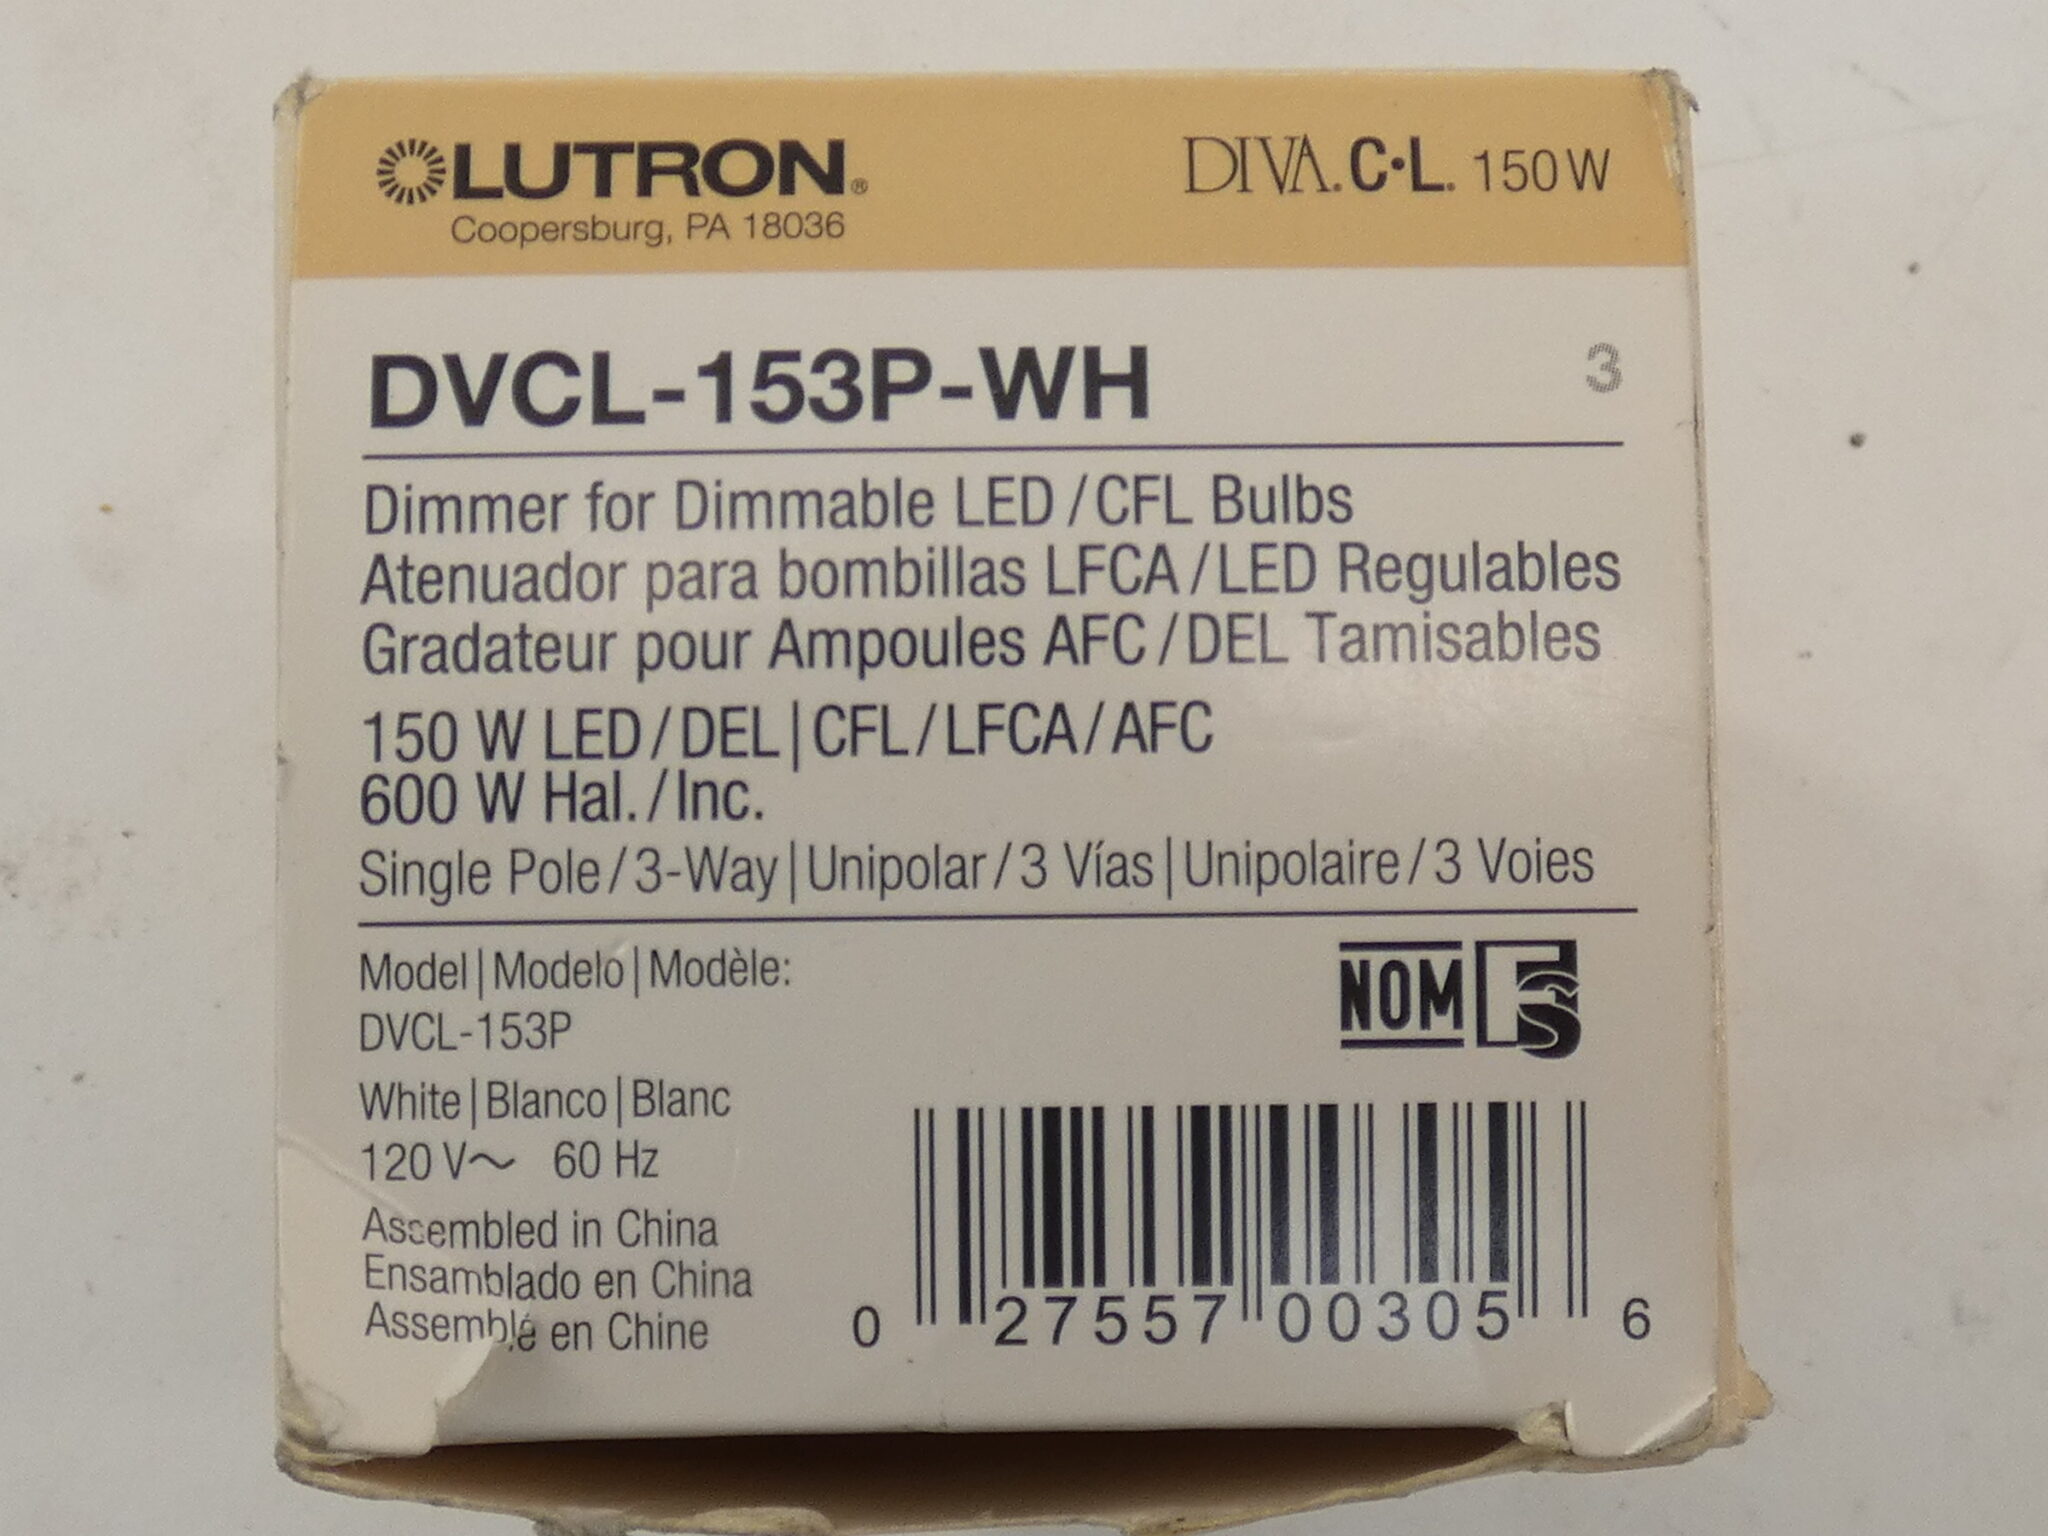 LUTRON®
Coopersburg, PA 18036
DIVA. C•L. 150 W
DVCL-153P-WH
3
Dimmer for Dimmable LED / CFL Bulbs
Atenuador para bombillas LFCA / LED Regulables
Gradateur pour Ampoules AFC / DEL Tamisables
150 W LED / DEL | CFL / LFCA / AFC
600 W Hal. / Inc.
Single Pole / 3-Way | Unipolar / 3 Vías | Unipolaire / 3 Voies
Model | Modelo | Modèle:
DVCL-153P
NOM
White | Blanco | Blanc
120 V~ 60 Hz
Assembled in China
Ensamblado en China
Assemblé en Chine
0 27557 00305 6